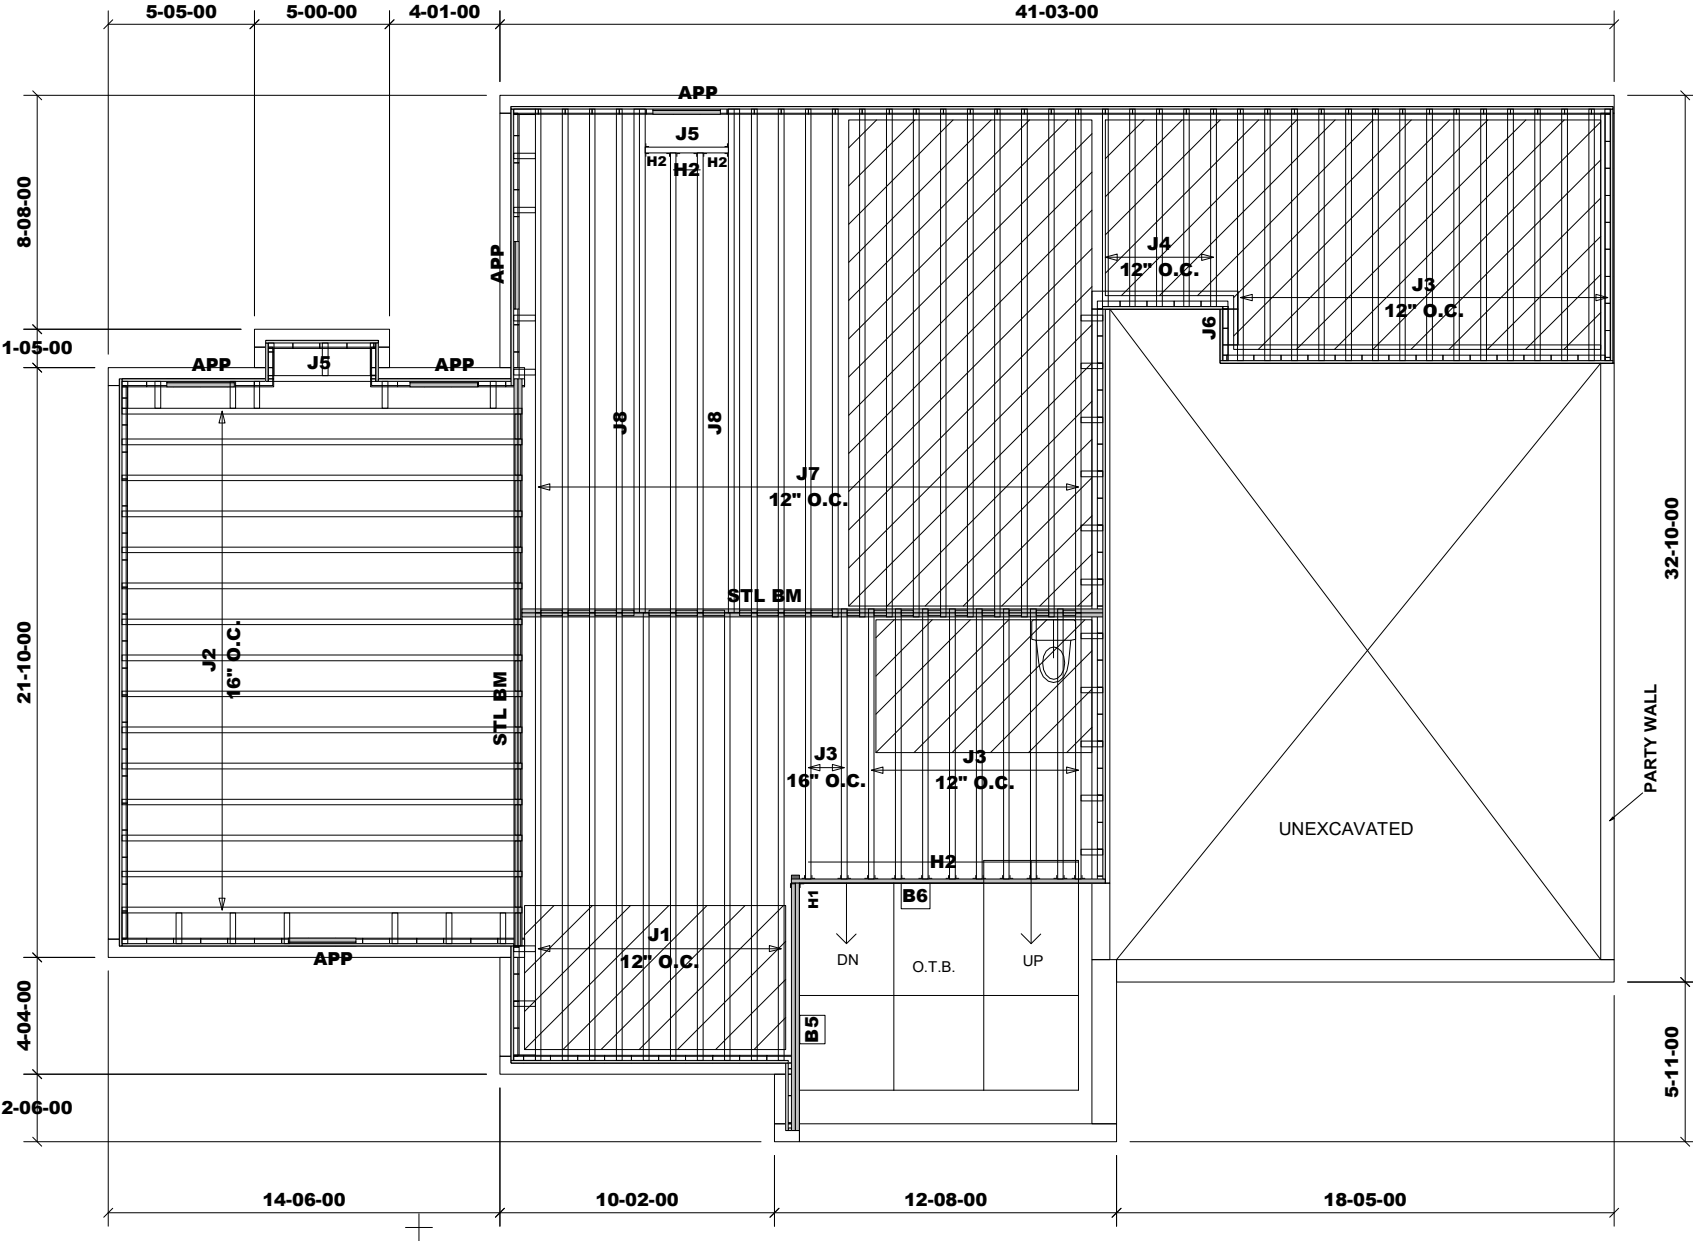 5-05-00
5-00-00
4-01-00
41-03-00
APP
J5
H2
H2
H2
8-08-00
APP
J4
12" O.C.
J3
12" O.C.
J6
1-05-00
APP
J5
APP
J8
J8
J7
12" O.C.
32-10-00
STL BM
J2
16" O.C.
21-10-00
STL BM
PARTY WALL
J3
16" O.C.
J3
12" O.C.
UNEXCAVATED
H2
H1
B6
J1
12" O.C.
DN
O.T.B.
UP
APP
4-04-00
B5
5-11-00
2-06-00
14-06-00
10-02-00
12-08-00
18-05-00